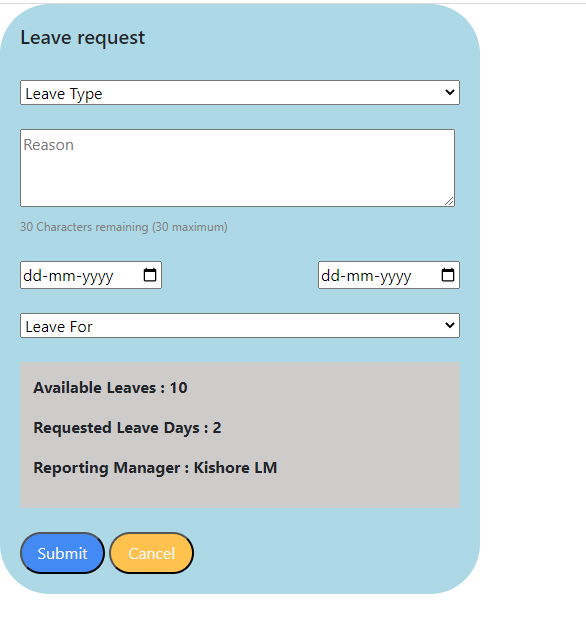 Leave request
Leave Type
Reason
30 Characters remaining (30 maximum)
dd-mm-yyyy dd-mm-yyyy
Leave For
Available Leaves : 10
Requested Leave Days : 2
Reporting Manager : Kishore LM
Submit Cancel